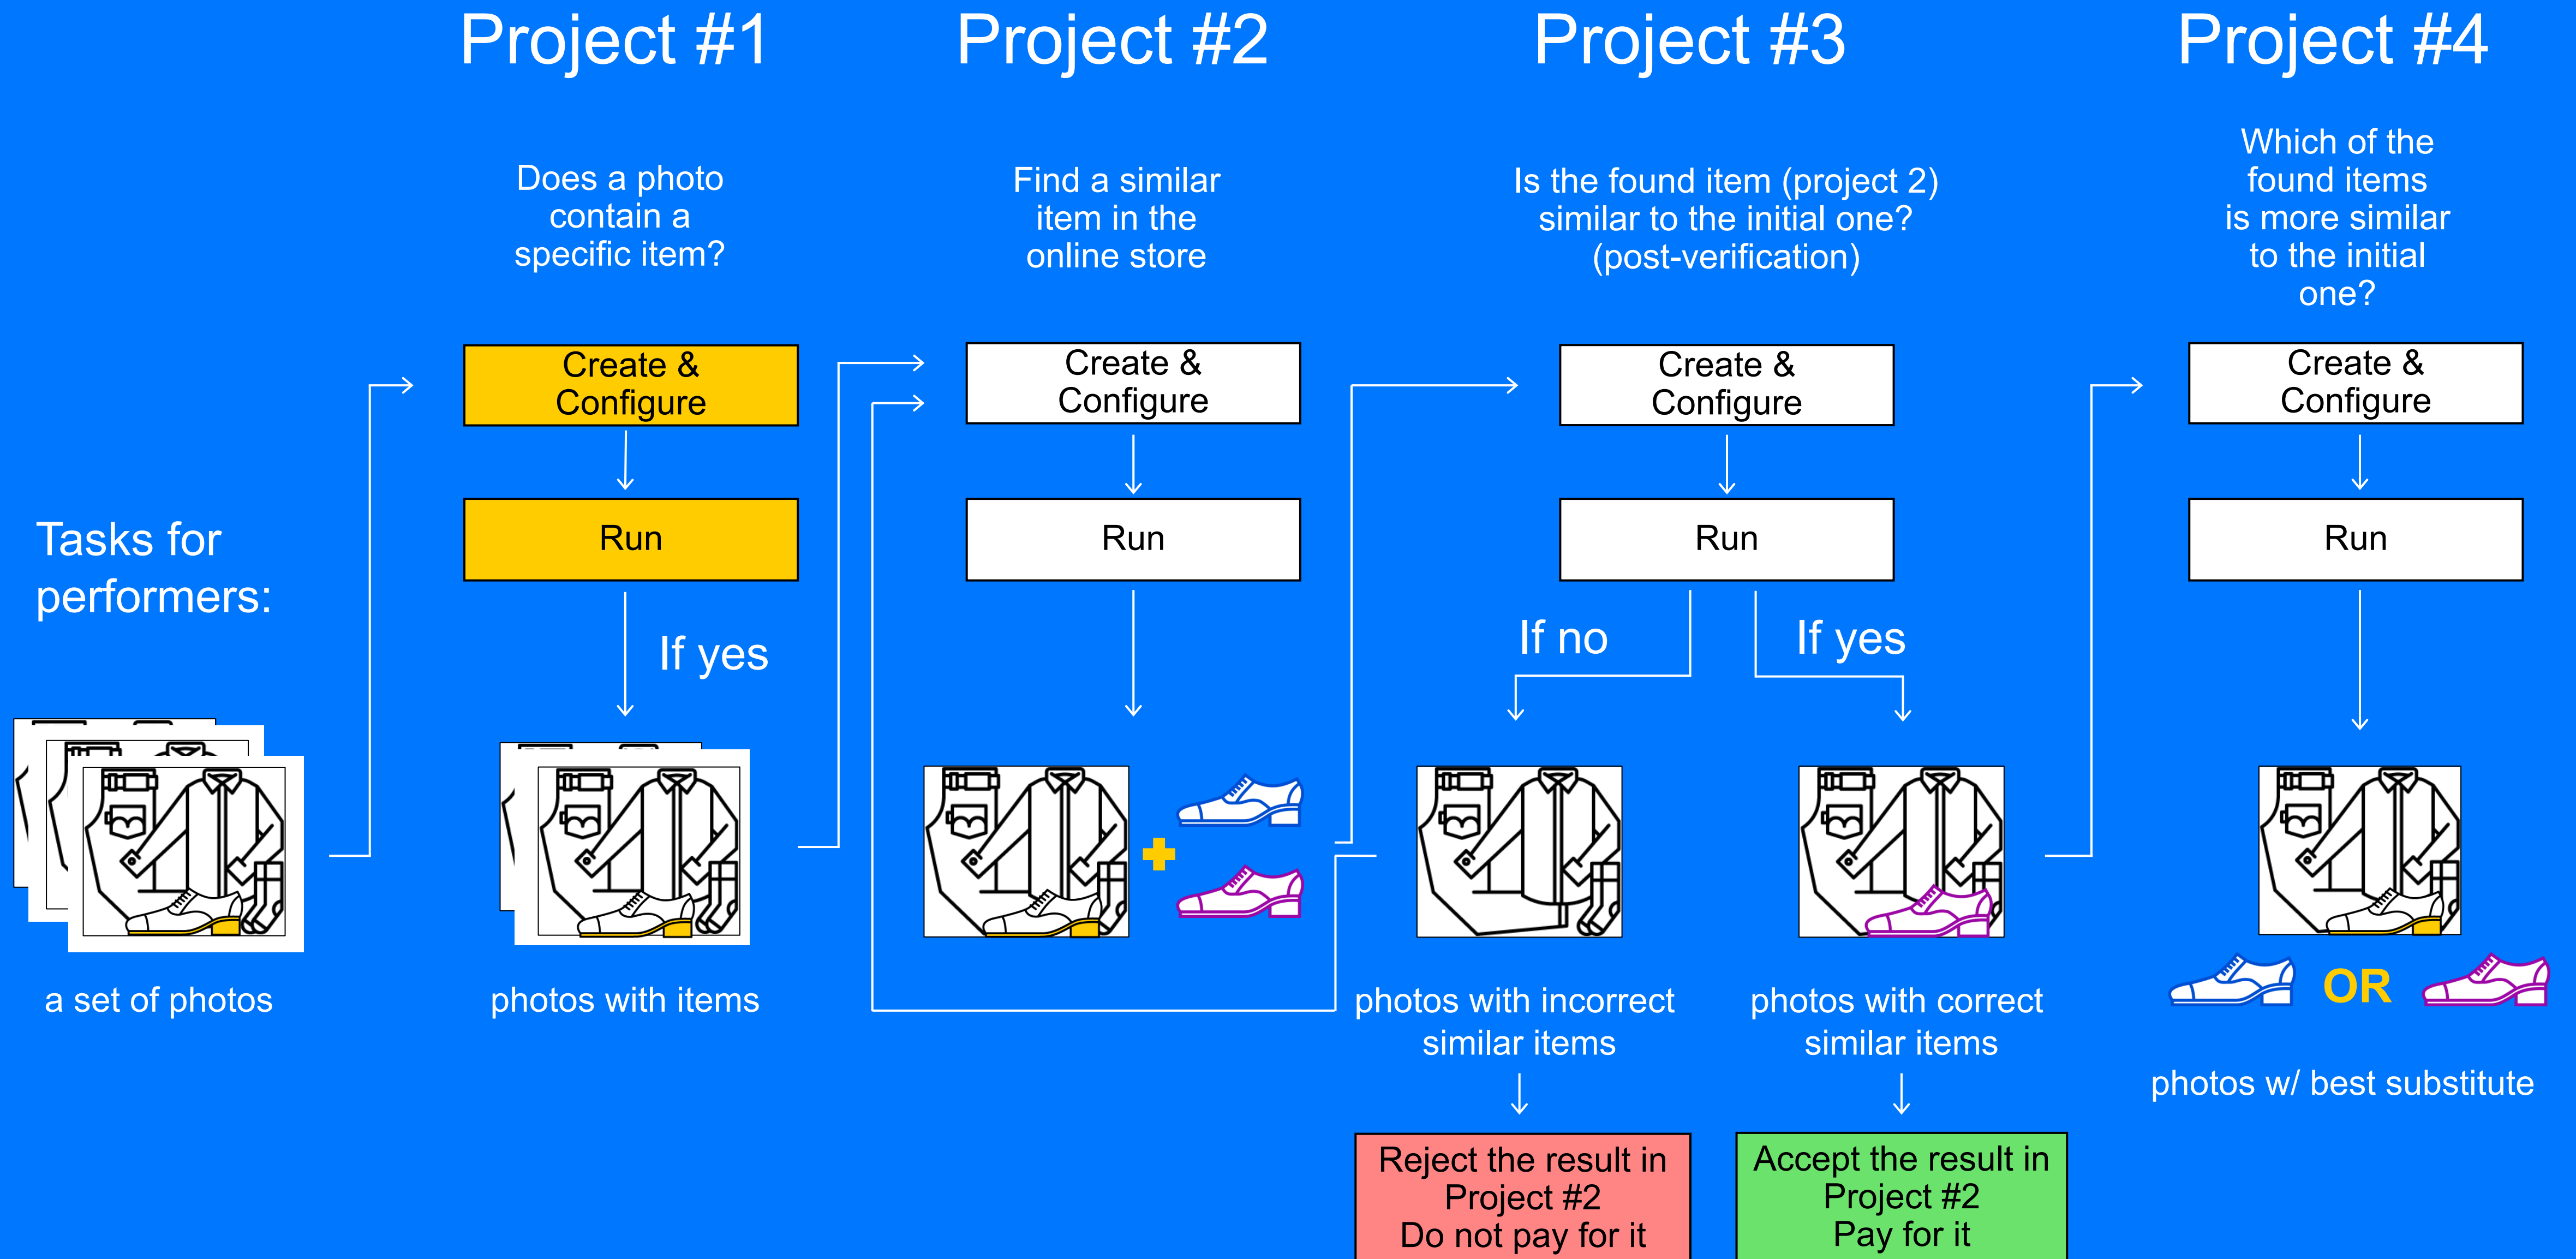 Project #1
Project #2
Project #3
Project #4
Does a photo
contain a
specific item?
Find a similar
item in the
online store
Is the found item (project 2)
similar to the initial one?
(post-verification)
Which of the
found items
is more similar
to the initial
one?
Create &
Configure
Create &
Configure
Create &
Configure
Create &
Configure
Run
Run
Run
Run
Tasks for
performers:
If yes
If no
If yes
OR
a set of photos
photos with items
photos with incorrect
similar items
photos with correct
similar items
photos w/ best substitute
Reject the result in
Project #2
Do not pay for it
Accept the result in
Project #2
Pay for it